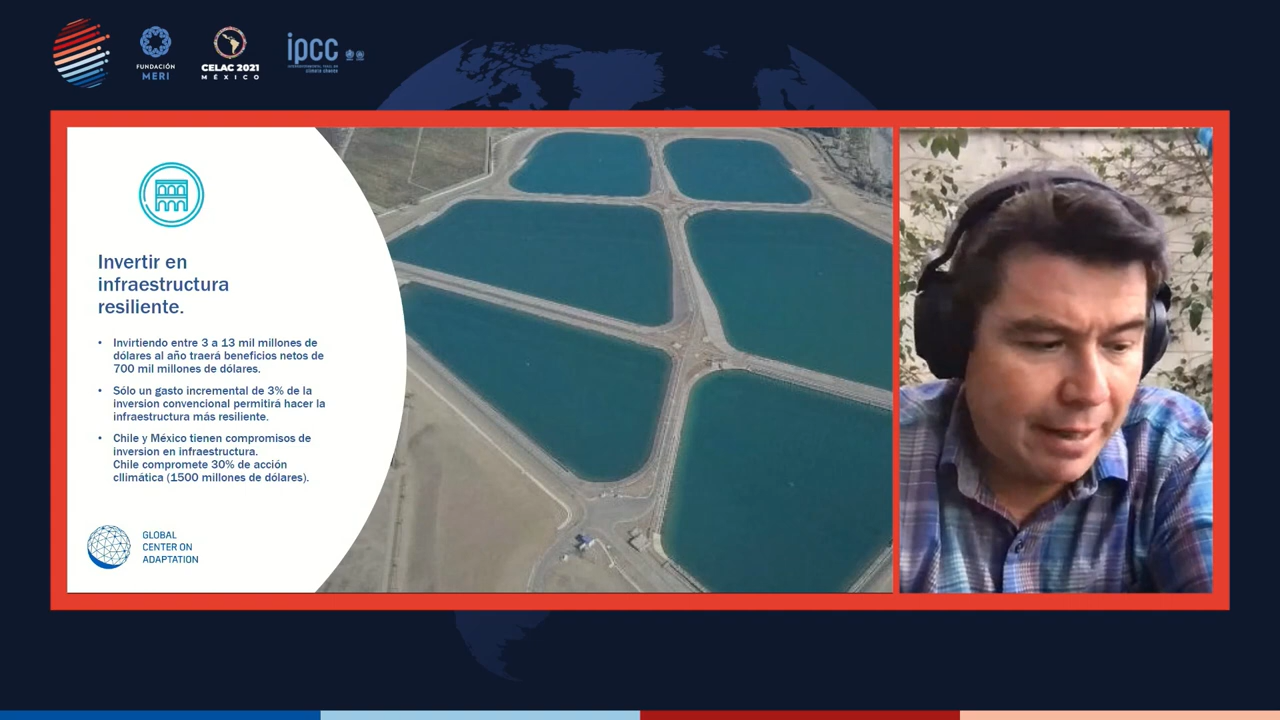 FUNDACIÓN
MERI
CELAC 2021
MÉXICO
ipcc
Invertir en
infraestructura
resiliente.
• Invirtiendo entre 3 a 13 mil millones de
dólares al año traerá beneficios netos de
700 mil millones de dólares.
• Sólo un gasto incremental de 3% de la
inversion convencional permitirá hacer la
infraestructura más resiliente.
• Chile y México tienen compromisos de
inversion en infraestructura.
Chile compromete 30% de acción
cllimática (1500 millones de dólares).
GLOBAL
CENTER ON
ADAPTATION